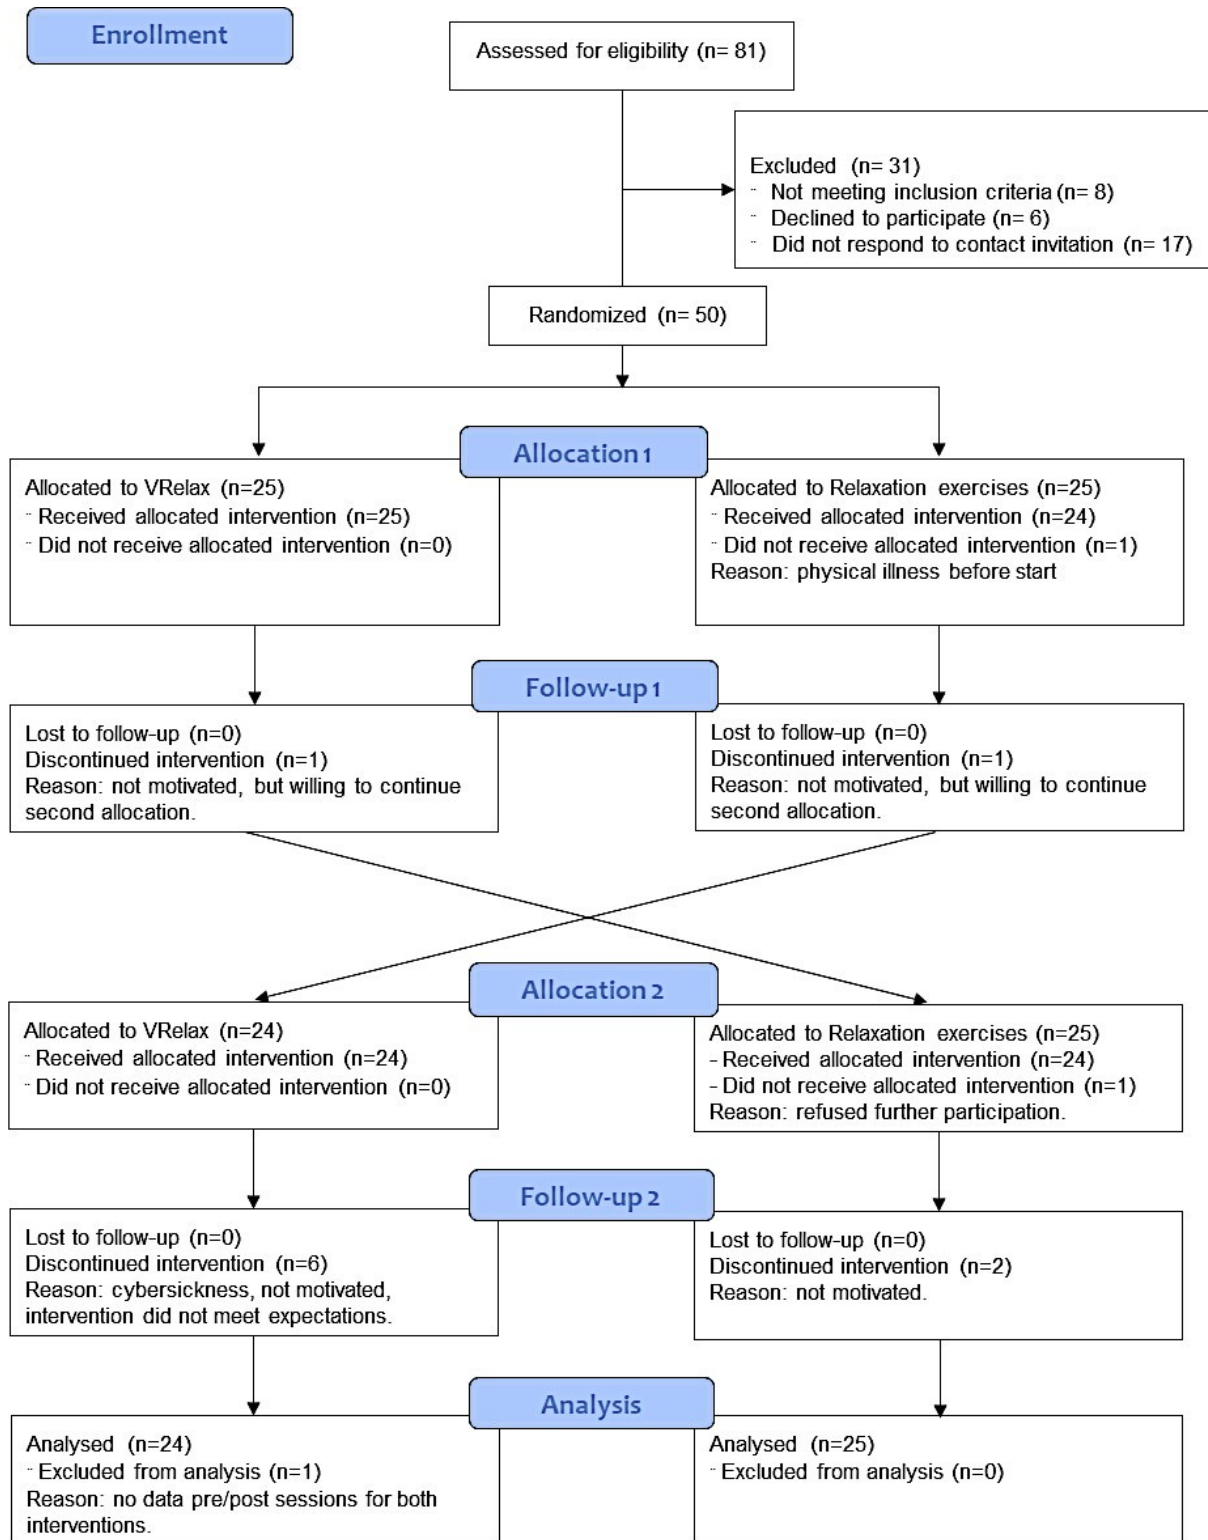 Enrollment
Assessed for eligibility (n= 81)
Excluded (n= 31)
¨ Not meeting inclusion criteria (n= 8)
¨ Declined to participate (n= 6)
¨ Did not respond to contact invitation (n= 17)
Randomized (n= 50)
Allocation 1
Allocated to VRelax (n=25)
¨ Received allocated intervention (n=25)
¨ Did not receive allocated intervention (n=0)
Allocated to Relaxation exercises (n=25)
¨ Received allocated intervention (n=24)
¨ Did not receive allocated intervention (n=1)
Reason: physical illness before start
Follow-up 1
Lost to follow-up (n=0)
Discontinued intervention (n=1)
Reason: not motivated, but willing to continue
second allocation.
Lost to follow-up (n=0)
Discontinued intervention (n=1)
Reason: not motivated, but willing to continue
second allocation.
Allocation 2
Allocated to VRelax (n=24)
¨ Received allocated intervention (n=24)
¨ Did not receive allocated intervention (n=0)
Allocated to Relaxation exercises (n=25)
- Received allocated intervention (n=24)
- Did not receive allocated intervention (n=1)
Reason: refused further participation.
Follow-up 2
Lost to follow-up (n=0)
Discontinued intervention (n=6)
Reason: cybersickness, not motivated,
intervention did not meet expectations.
Lost to follow-up (n=0)
Discontinued intervention (n=2)
Reason: not motivated.
Analysis
Analysed (n=24)
¨ Excluded from analysis (n=1)
Reason: no data pre/post sessions for both
interventions.
Analysed (n=25)
¨ Excluded from analysis (n=0)